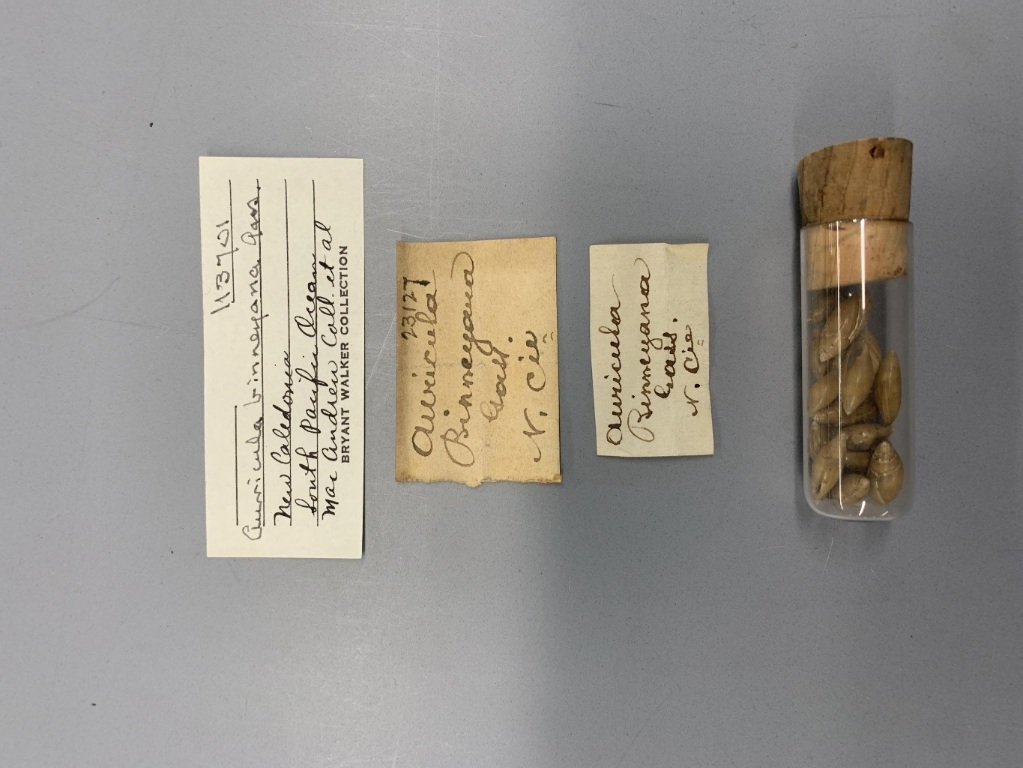 113701
Auricula binneyana Gass.
New Caledonia
South Pacific Ocean
Mac Andrew Coll. et al
BRYANT WALKER COLLECTION
23127
Auricula
Binneyana
Gass.
N. Cie
Auricula
Binneyana
Gass.
N. Cie